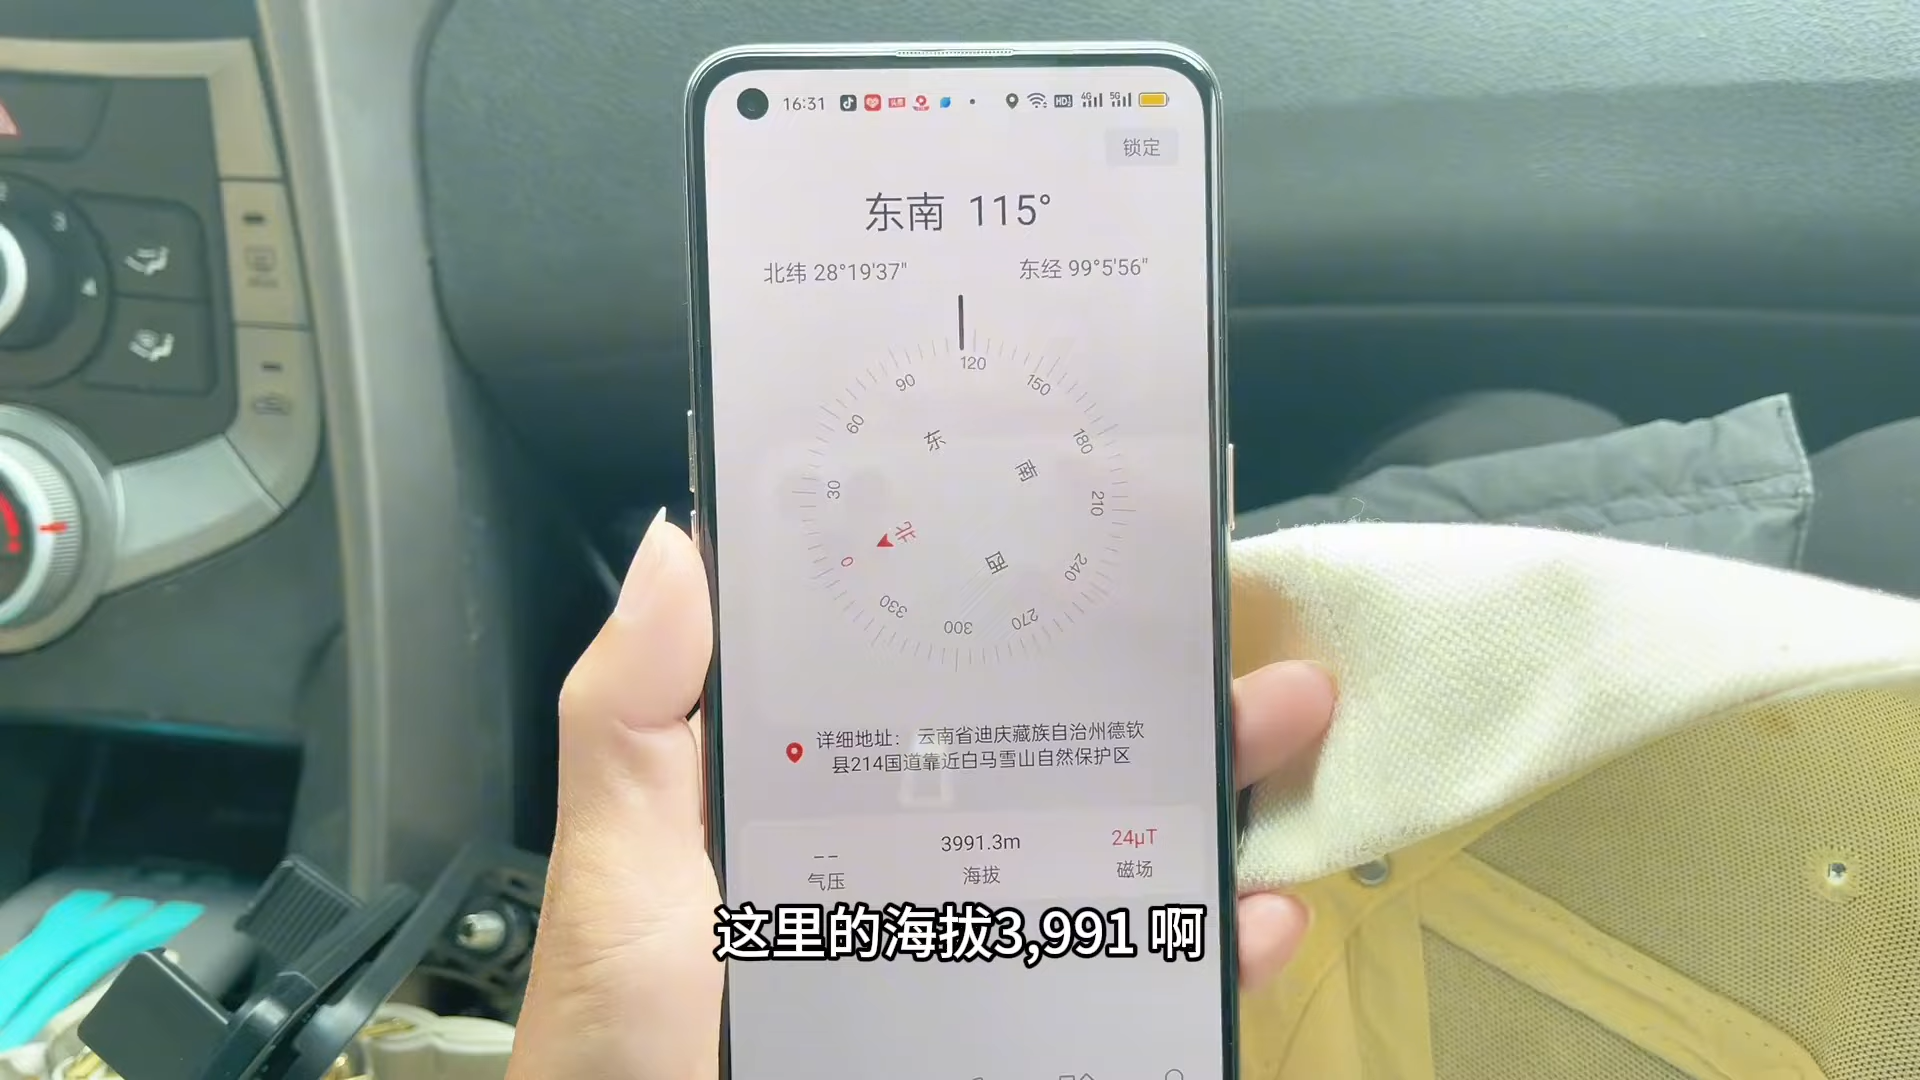 16:31
锁定
东南 115°
北纬 28°19'37"
东经 99°5'56"
120
90
150
60
180
东
南
30
210
北
0
西
240
330
270
300
详细地址： 云南省迪庆藏族自治州德钦
县214国道靠近白马雪山自然保护区
--
气压
3991.3m
海拔
24μT
磁场
这里的海拔3,991 啊